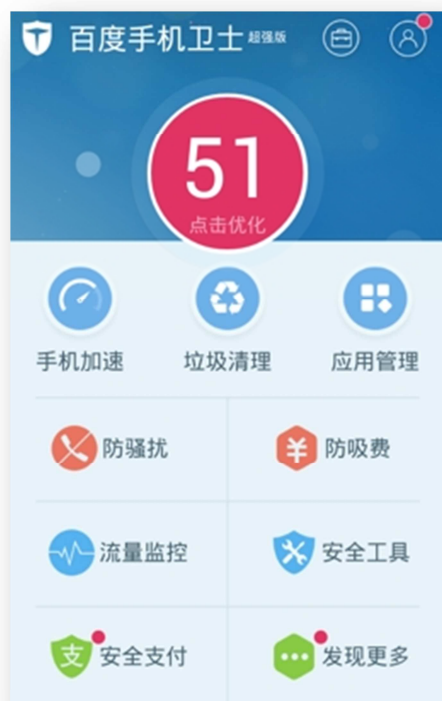 百度手机卫士 超强版
51
点击优化
手机加速 垃圾清理 应用管理
防骚扰 防吸费
流量监控 安全工具
支 安全支付 发现更多